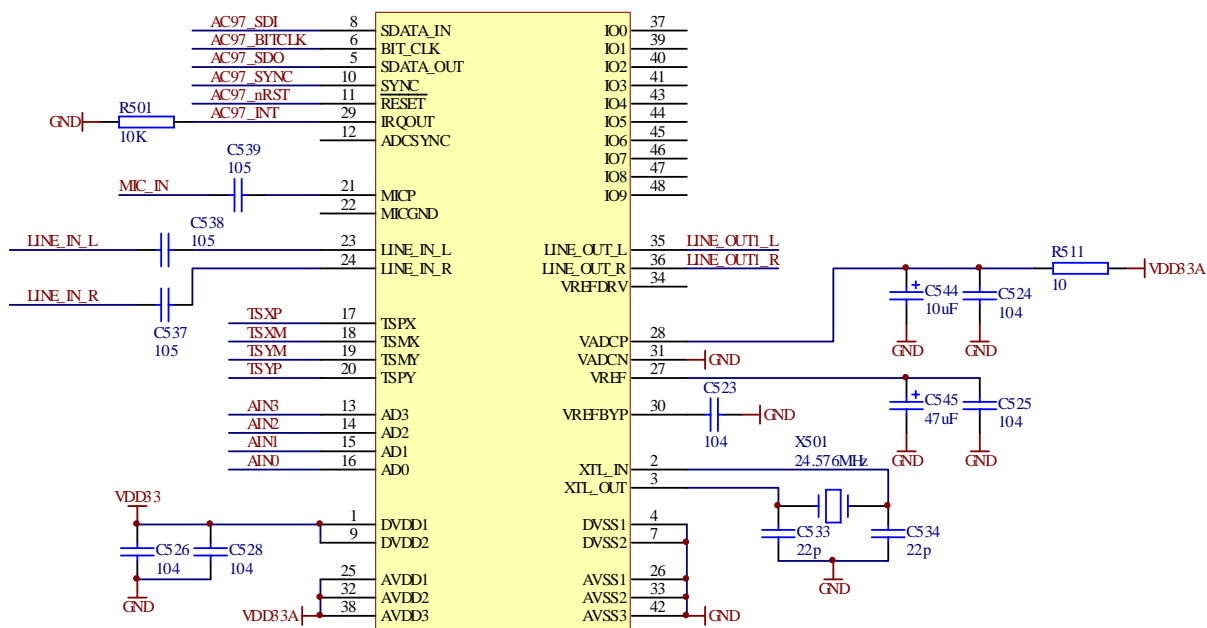 AC97_SDI 8 SDATA_IN IO0 37
AC97_BITCLK 6 BIT_CLK IO1 39
AC97_SDO 5 SDATA_OUT IO2 40
AC97_SYNC 10 SYNC IO3 41
AC97_nRST 11 RESET IO4 43
GND R501 10K AC97_INT 29 IRQOUT IO5 44
12 ADCSYNC IO6 45
IO7 46
IO8 47
IO9 48
C539
105
MIC_IN 21 MICP
22 MICGND
LINE_IN_L C538 105 23 LINE_IN_L LINE_OUT_L 35 LINE_OUT1_L
24 LINE_IN_R LINE_OUT_R 36 LINE_OUT1_R
VREFDRV 34
LINE_IN_R C537 105
R511
10
VDD33A
C544
10uF
C524
104
GND GND
TSXP 17 TSPX
TSXM 18 TSMX VADCP 28
TSYM 19 TSMY VADCN 31 GND
TSYP 20 TSPY VREF 27
C523
104
AIN3 13 AD3 VREFBYP 30 GND
C545
47uF
C525
104
GND GND
AIN2 14 AD2
AIN1 15 AD1
AIN0 16 AD0 XTL_IN 2
XTL_OUT 3
X501
24.576MHz
VDD33
1 DVDD1 DVSS1 4
9 DVDD2 DVSS2 7
C533
22p
C534
22p
GND
C526
104
C528
104
GND
25 AVDD1 AVSS1 26
32 AVDD2 AVSS2 33
VDD33A 38 AVDD3 AVSS3 42 GND